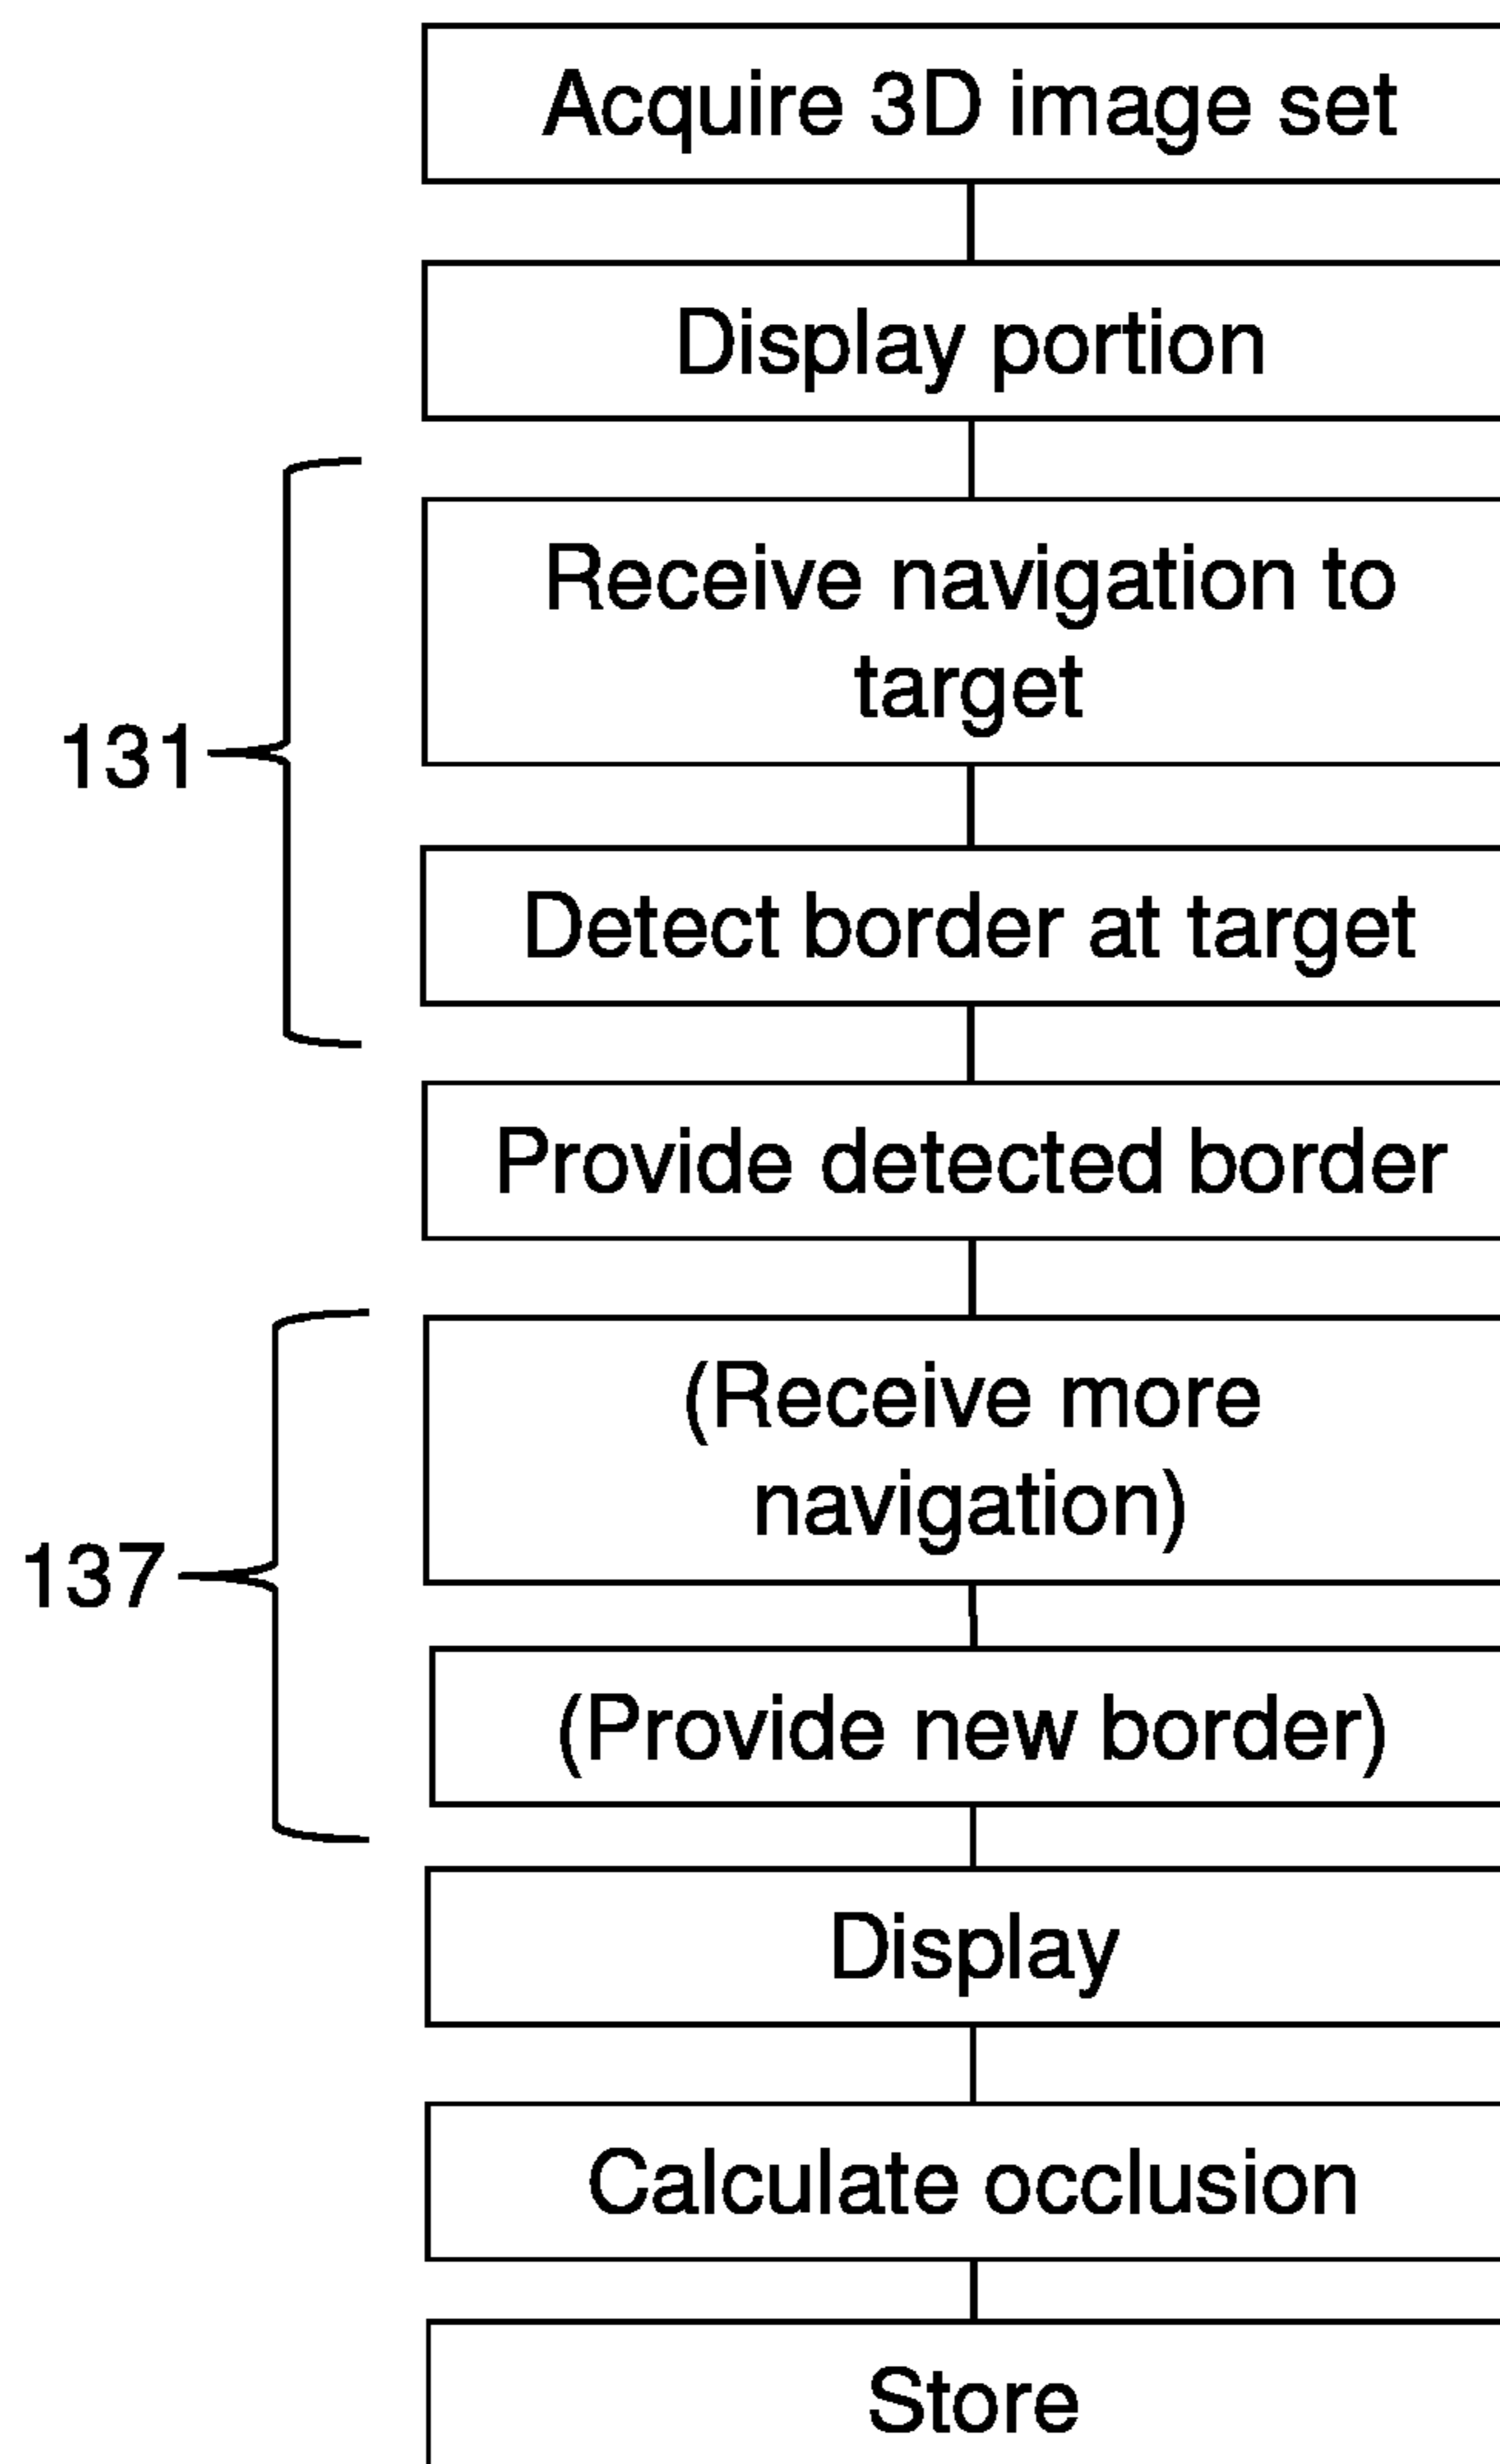 Acquire 3D image set
Display portion
Receive navigation to
target
131
Detect border at target
Provide detected border
(Receive more
navigation)
137
(Provide new border)
Display
Calculate occlusion
Store